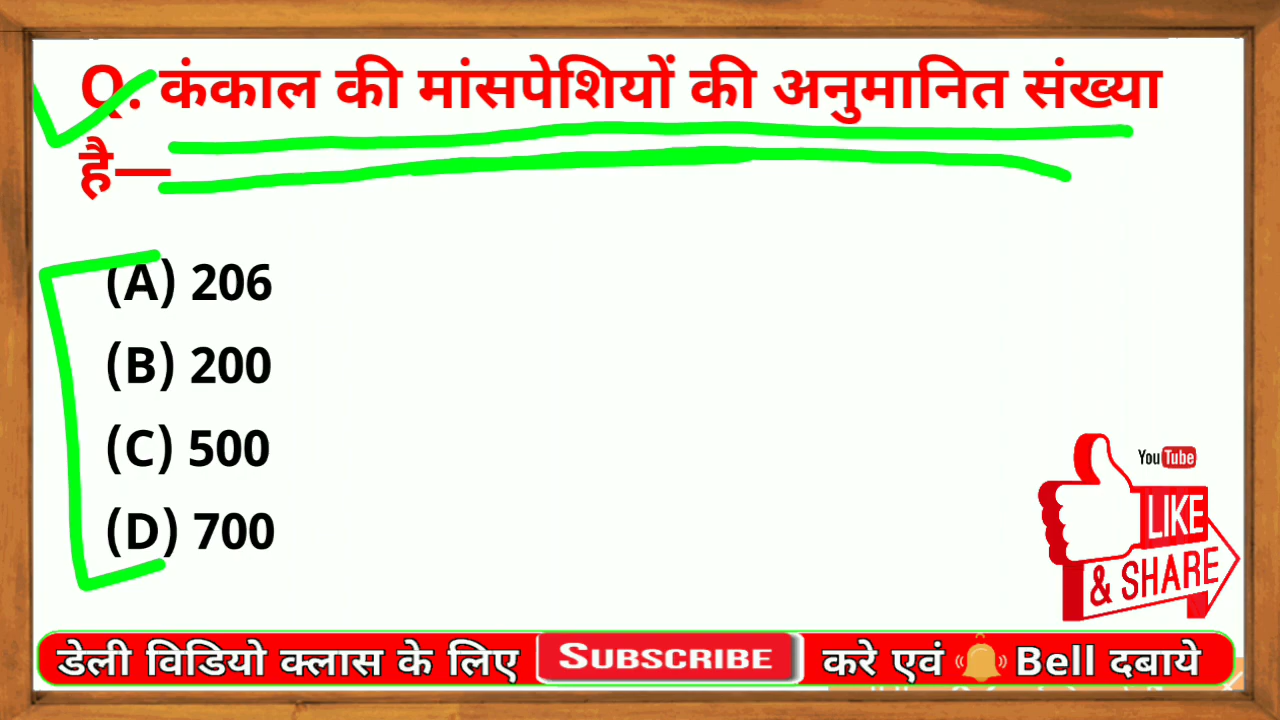 Q. कंकाल की मांसपेशियों की अनुमानित संख्या
है—
(A) 206
(B) 200
(C) 500
(D) 700
YouTube
LIKE
& SHARE
डेली विडियो क्लास के लिए SUBSCRIBE करे एवं Bell दबाये